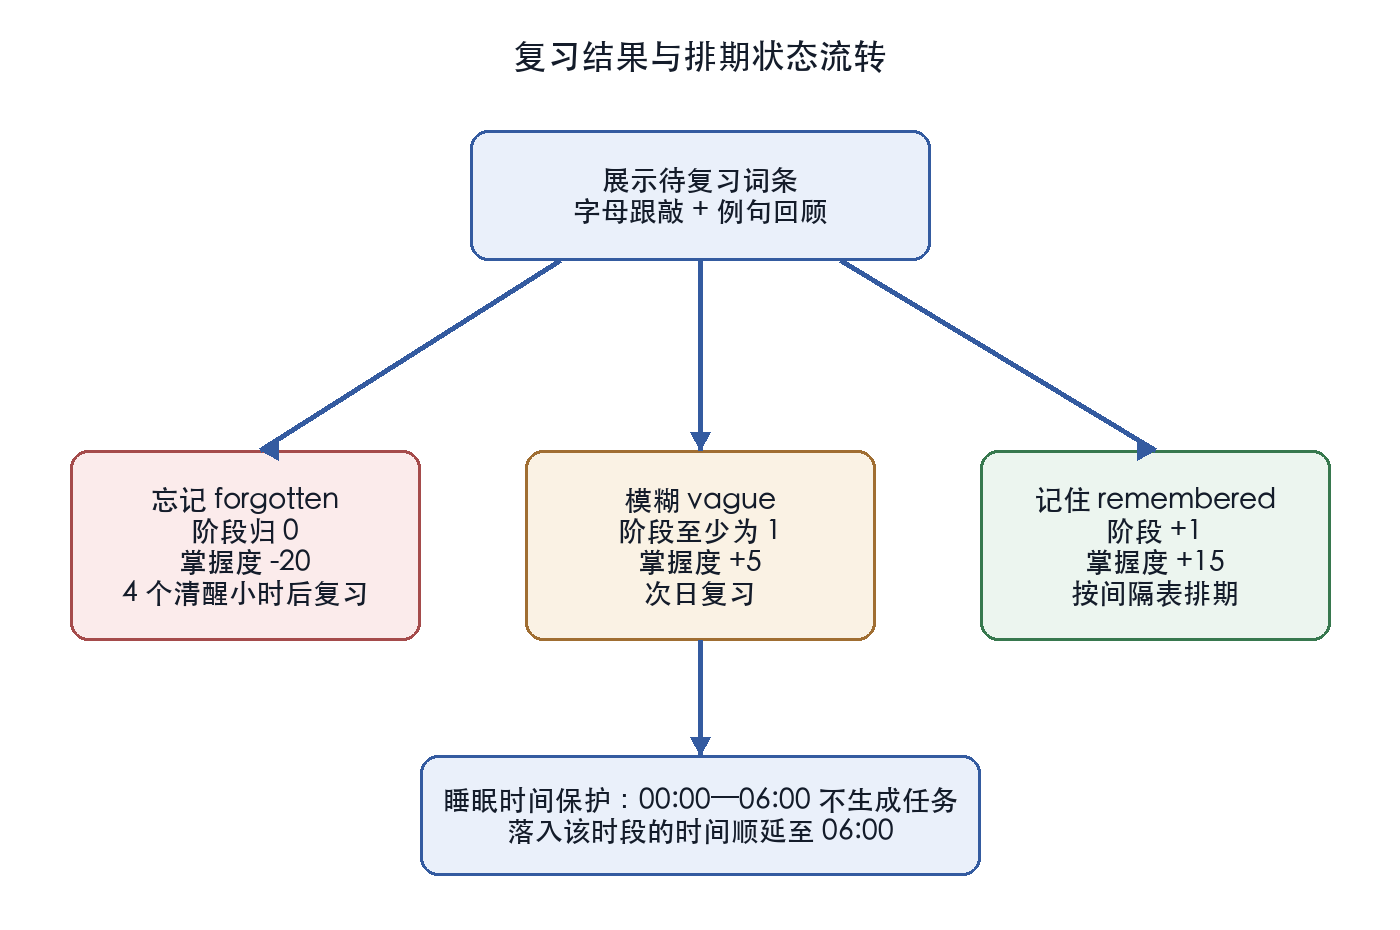 复习结果与排期状态流转
展示待复习词条
字母跟敲 + 例句回顾
忘记 forgotten
阶段归 0
掌握度 -20
4 个清醒小时后复习
模糊 vague
阶段至少为 1
掌握度 +5
次日复习
记住 remembered
阶段 +1
掌握度 +15
按间隔表排期
睡眠时间保护：00:00—06:00 不生成任务
落入该时段的时间顺延至 06:00